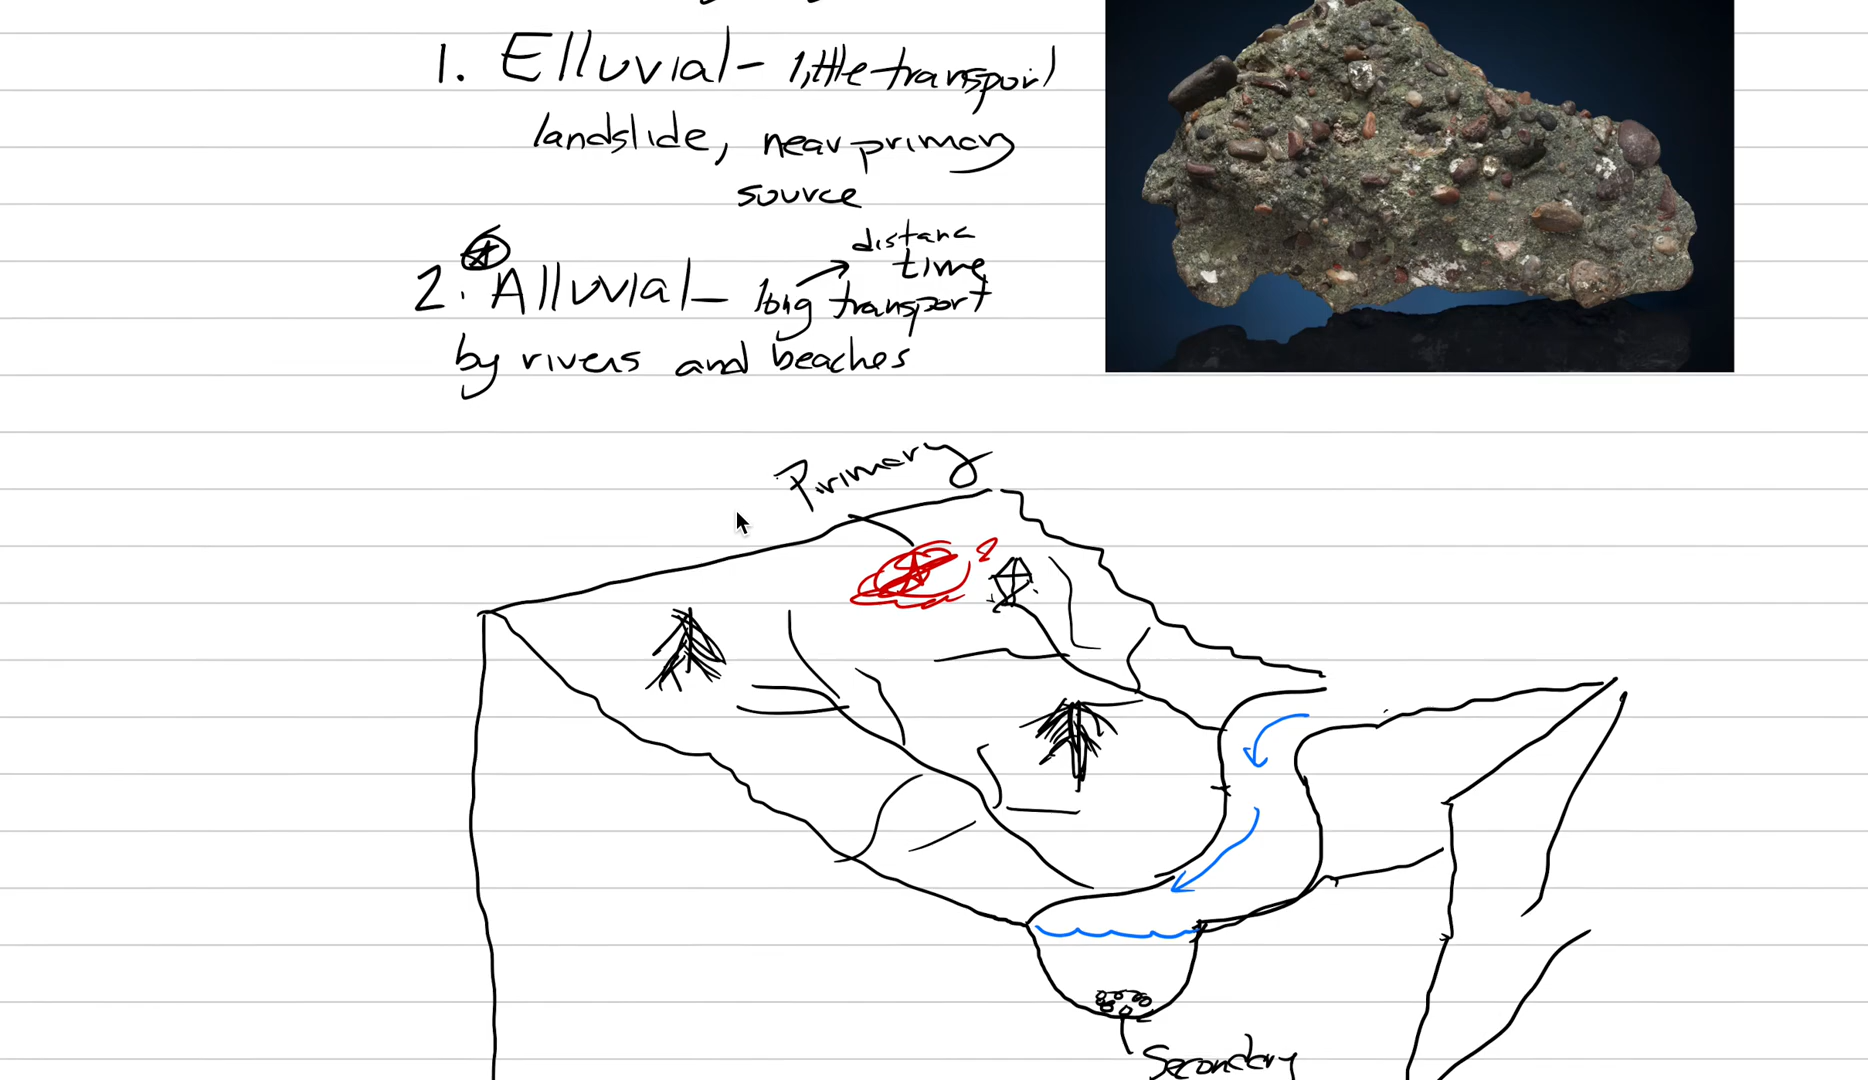 1. Elluvial - little transport
landslide, near primary
source
distanc
time
2. Alluvial - long transport
by rivers and beaches
Primary
Secondary